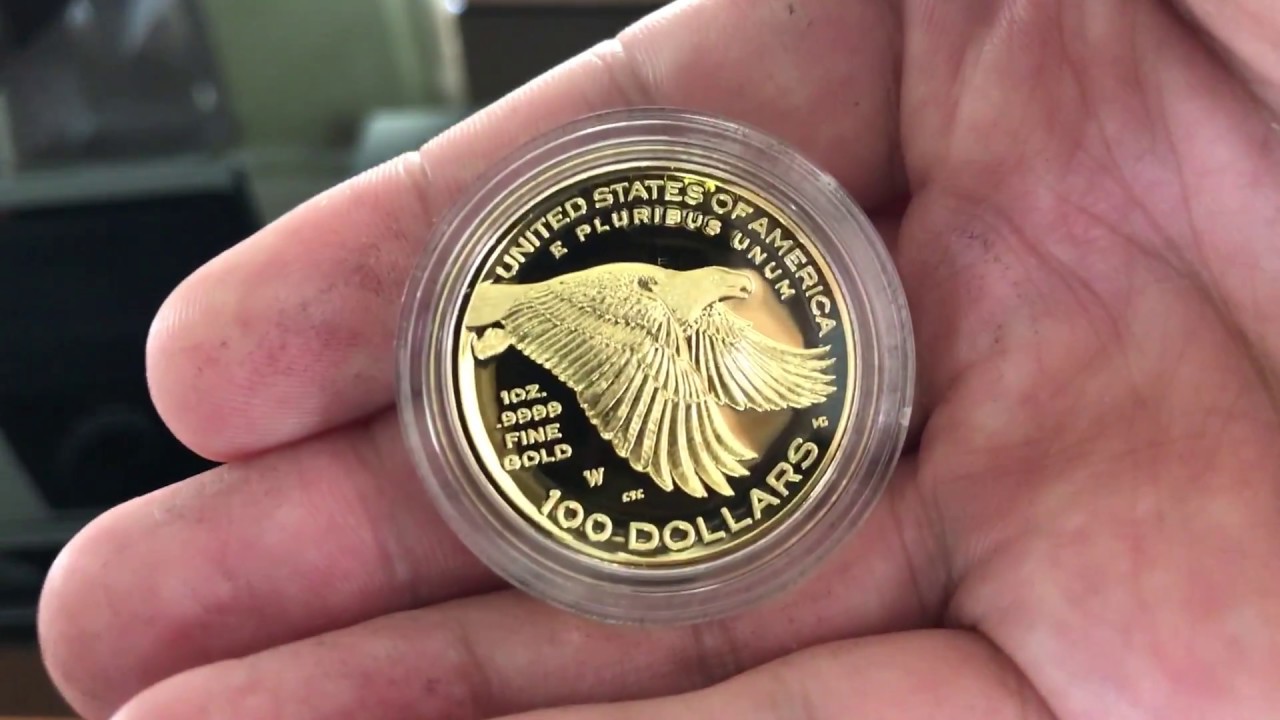 UNITED STATES OF AMERICA
E PLURIBUS UNUM
1OZ.
.9999
FINE
GOLD
W
100 DOLLARS